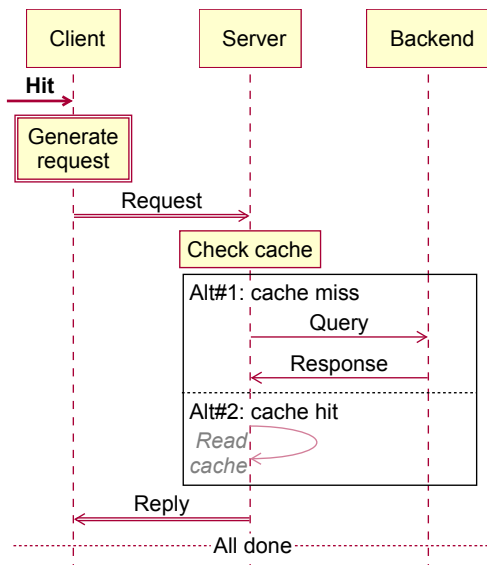 Client
Server
Backend
Hit
Generate
request
Request
Check cache
Alt#1: cache miss
Query
Response
Alt#2: cache hit
Read
cache
Reply
All done